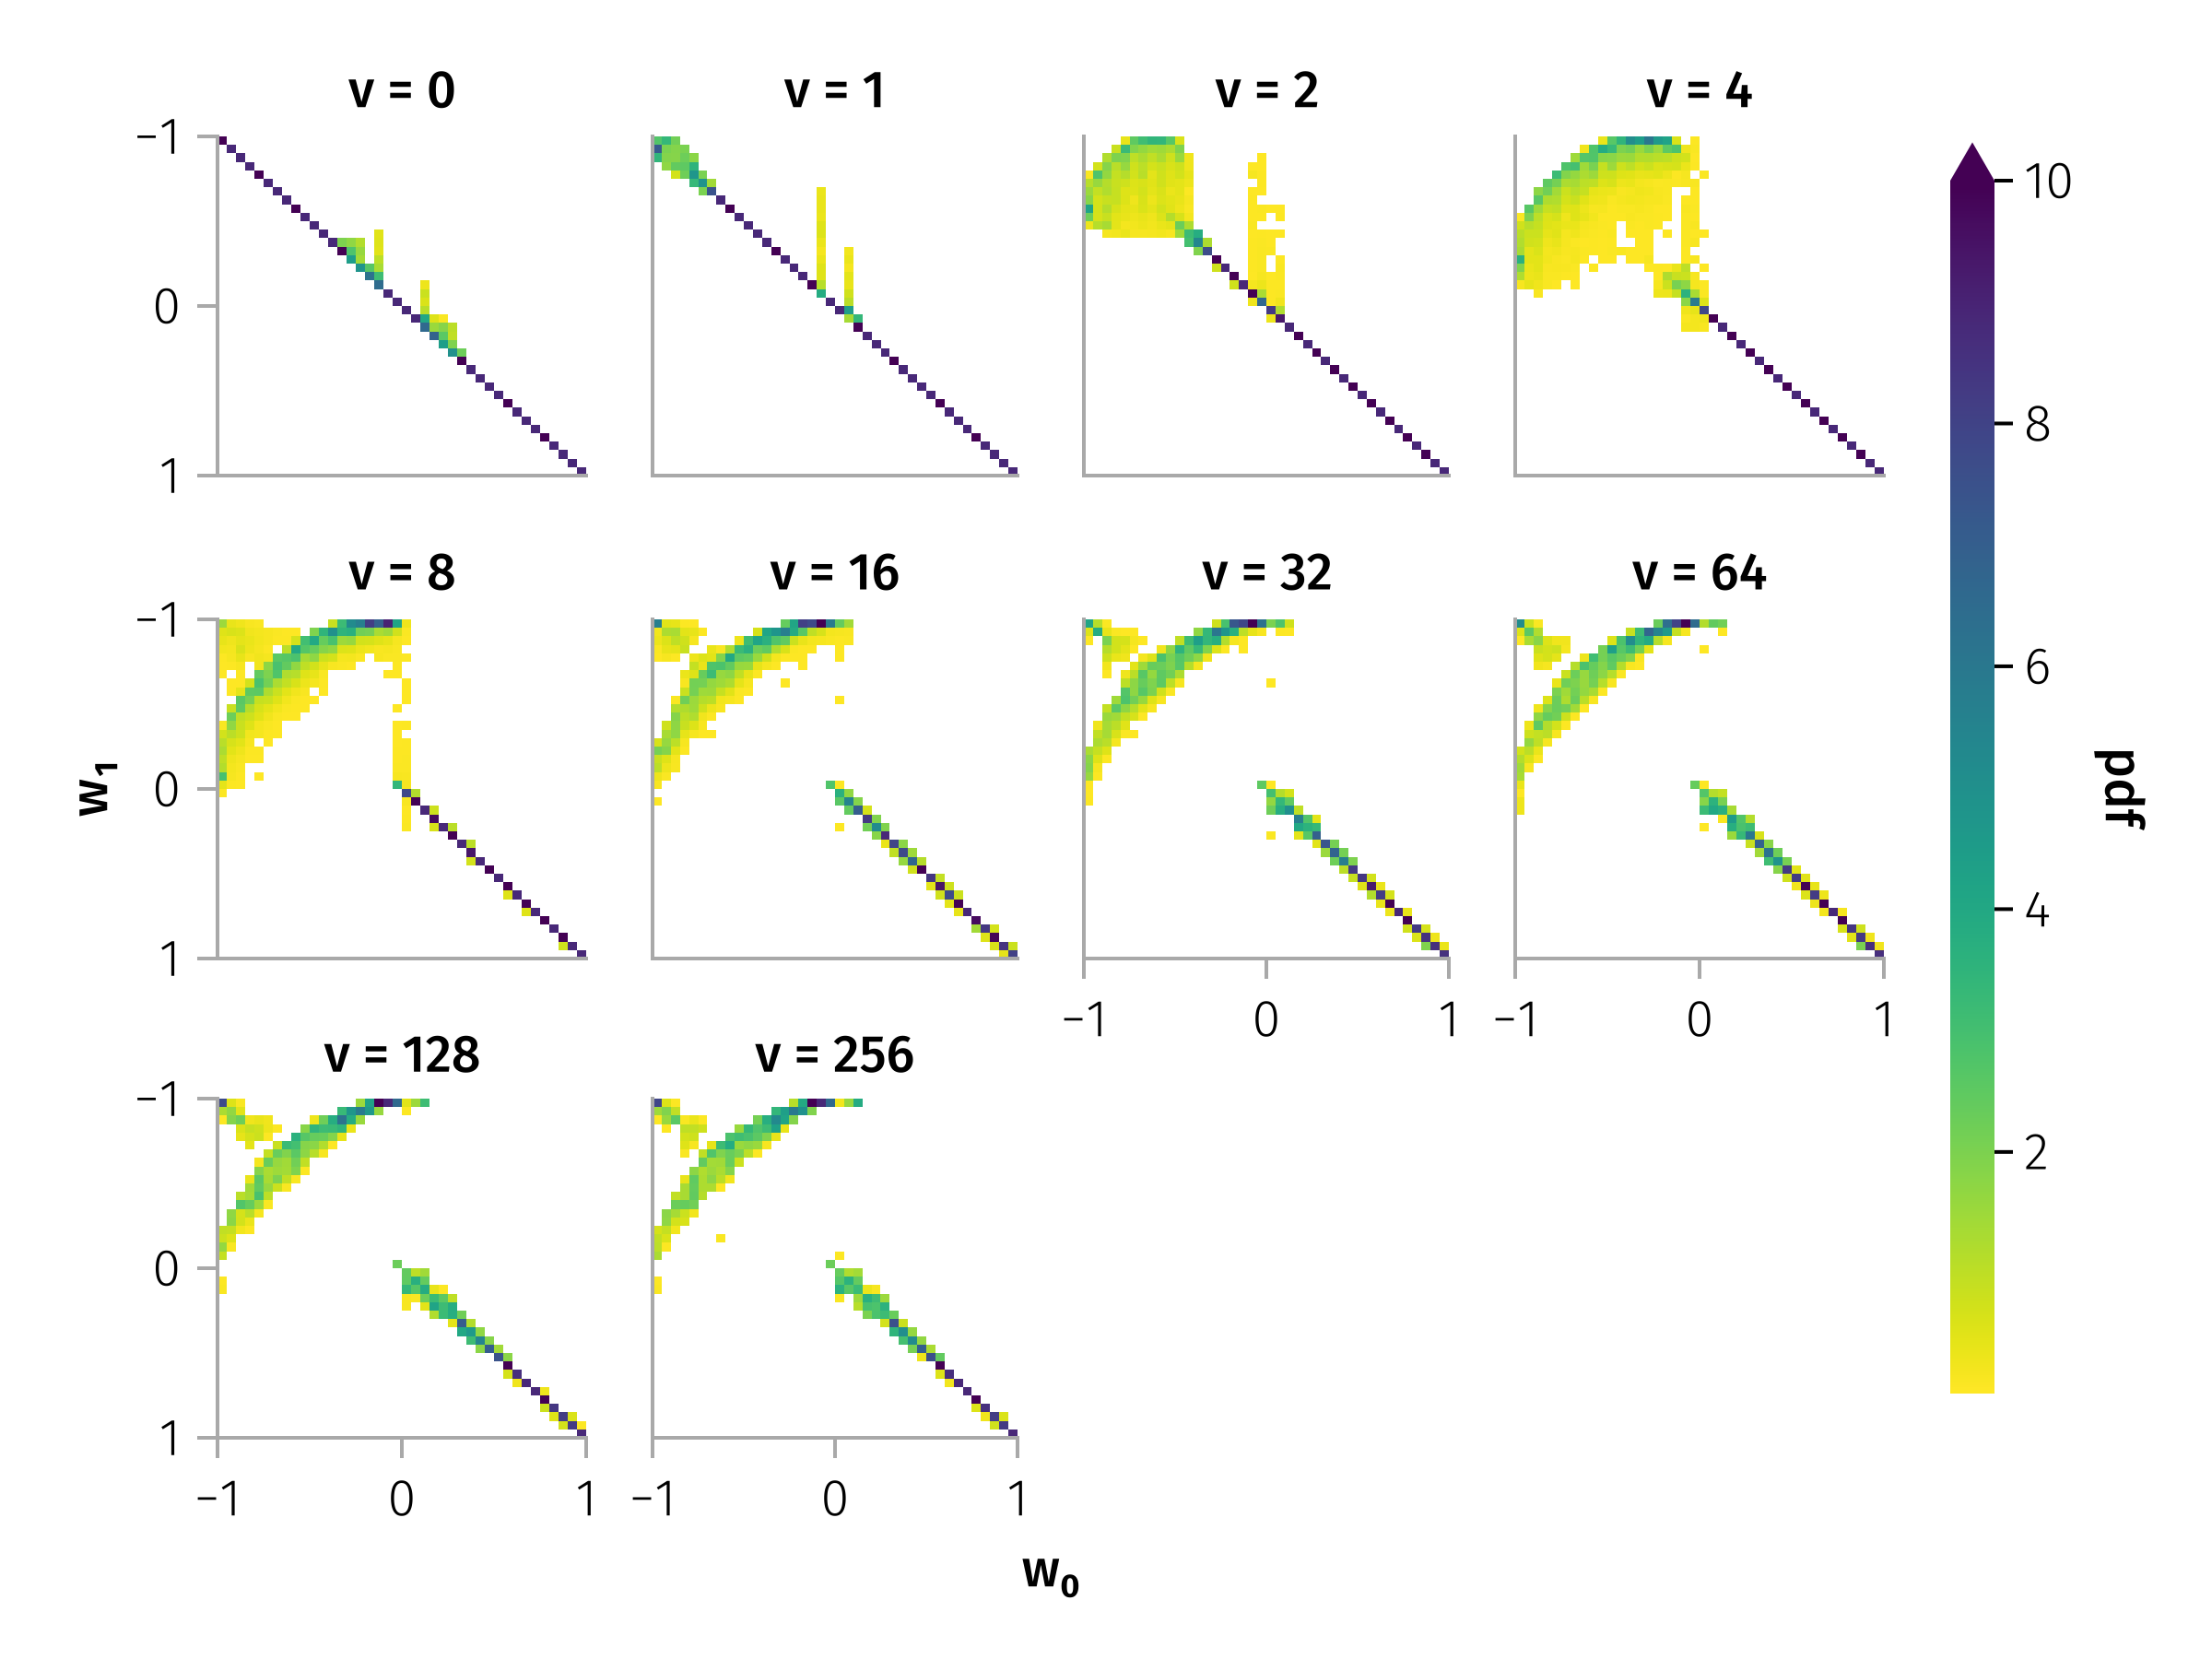 v = 0
v = 1
v = 2
v = 4
−1
0
1
10
8
6
4
2
pdf
v = 8
v = 16
v = 32
v = 64
−1
0
1
w1
−1 0 1
−1 0 1
v = 128
v = 256
−1
0
1
−1 0 1
−1 0 1
w0